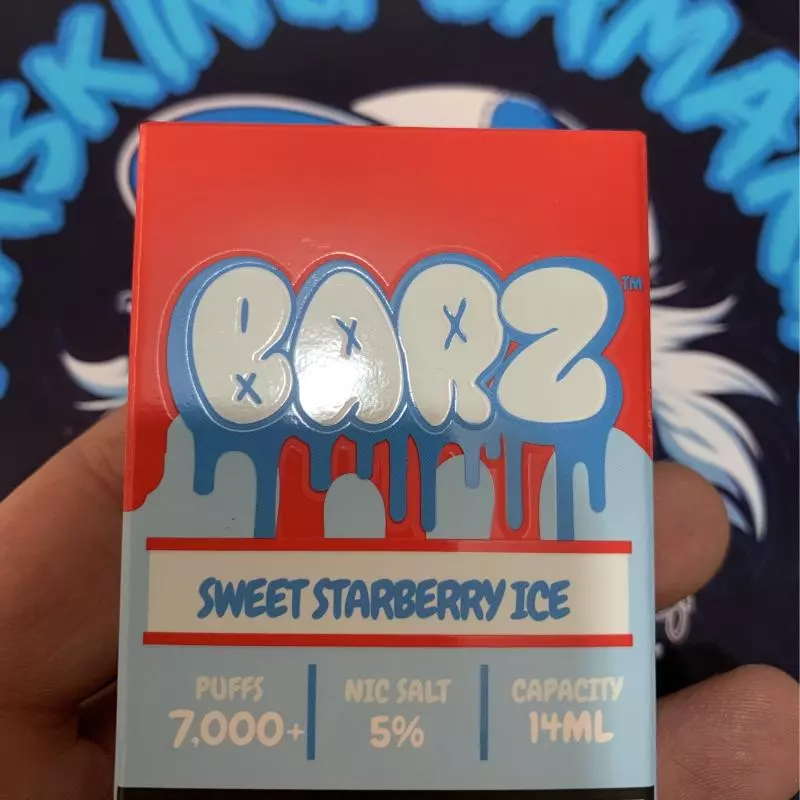 BARZ™
SWEET STARBERRY ICE
PUFFS NIC SALT CAPACITY
7,000+ 5% 14ML